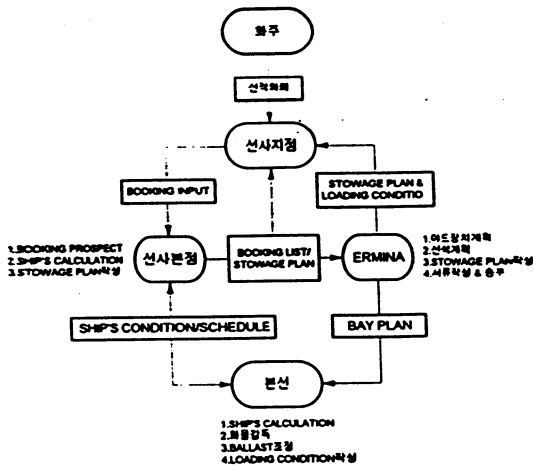 화주
선적의뢰
선사지점
BOOKING INPUT
STOWAGE PLAN &
LOADING CONDITIO
1.BOOKING PROSPECT
2.SHIP'S CALCULATION
3.STOWAGE PLAN작성
선사본점
BOOKING LIST/
STOWAGE PLAN
ERMINA
1.야드장치계획
2.선석계획
3.STOWAGE PLAN작성
4.서류작성 & 송부
SHIP'S CONDITION/SCHEDULE
BAY PLAN
본선
1.SHIP'S CALCULATION
2.화물감독
3.BALLAST조정
4.LOADING CONDITION작성